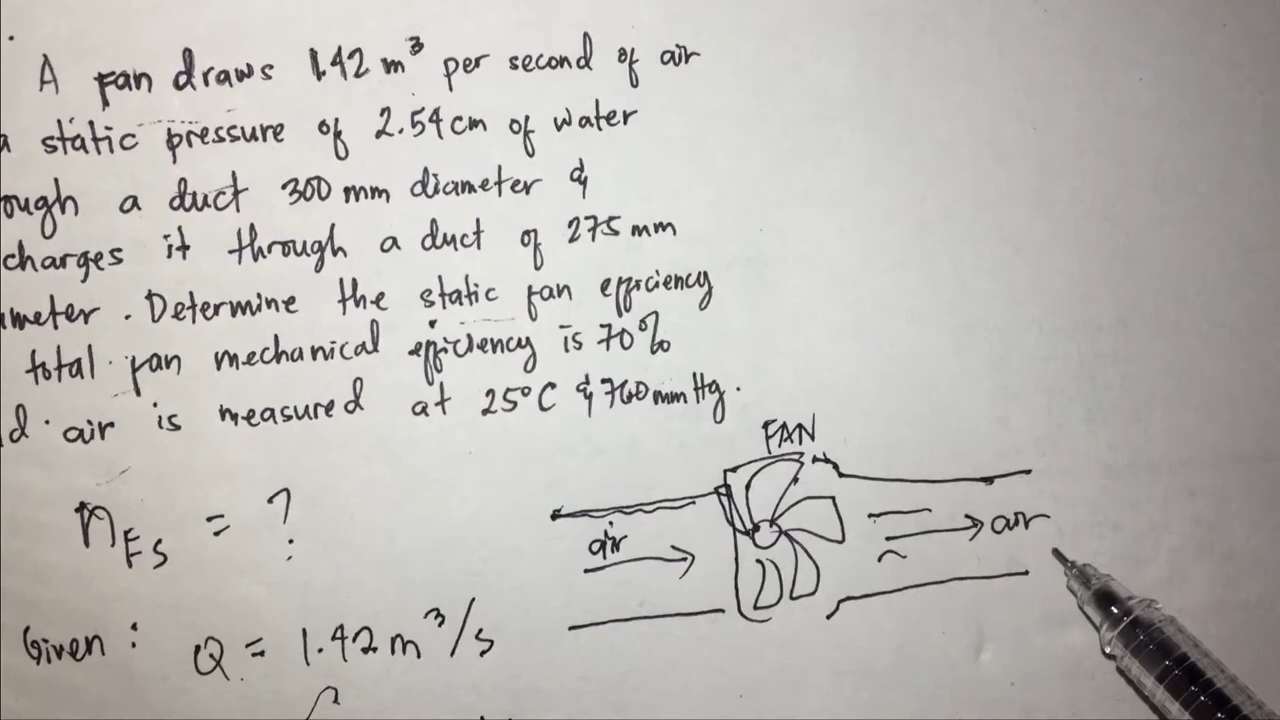 A Fan draws 1.42 m³ per second of air
a static pressure of 2.54 cm of water
ough a duct 300 mm diameter &
charges it through a duct of 275 mm
meter. Determine the static fan efficiency
total fan mechanical efficiency is 70%
d air is measured at 25°C & 760 mm Hg.
FAN
air
air
ηFS = ?
Given: Q = 1.42 m³/s